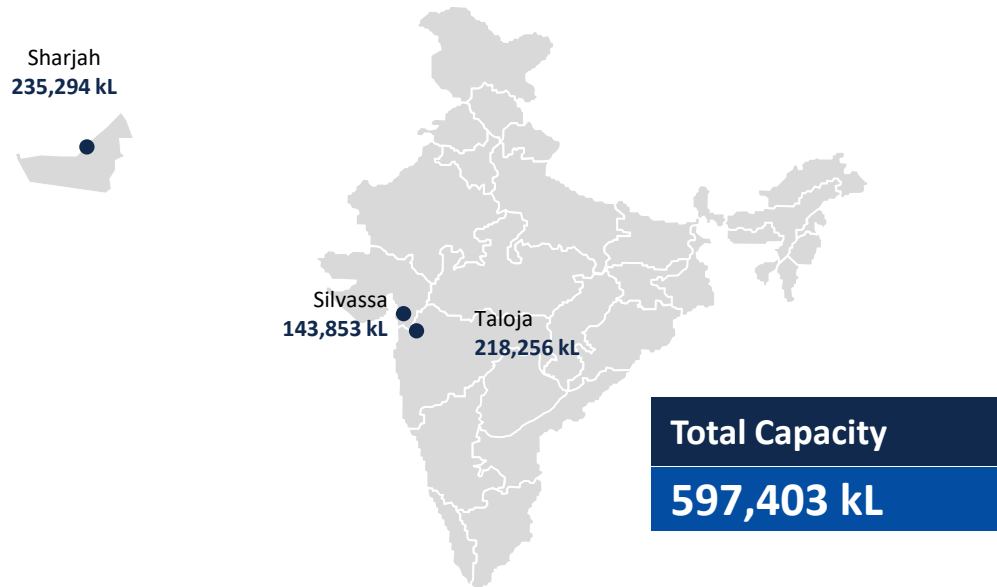 Sharjah
235,294 kL
Silvassa
143,853 kL
Taloja
218,256 kL
Total Capacity
597,403 kL